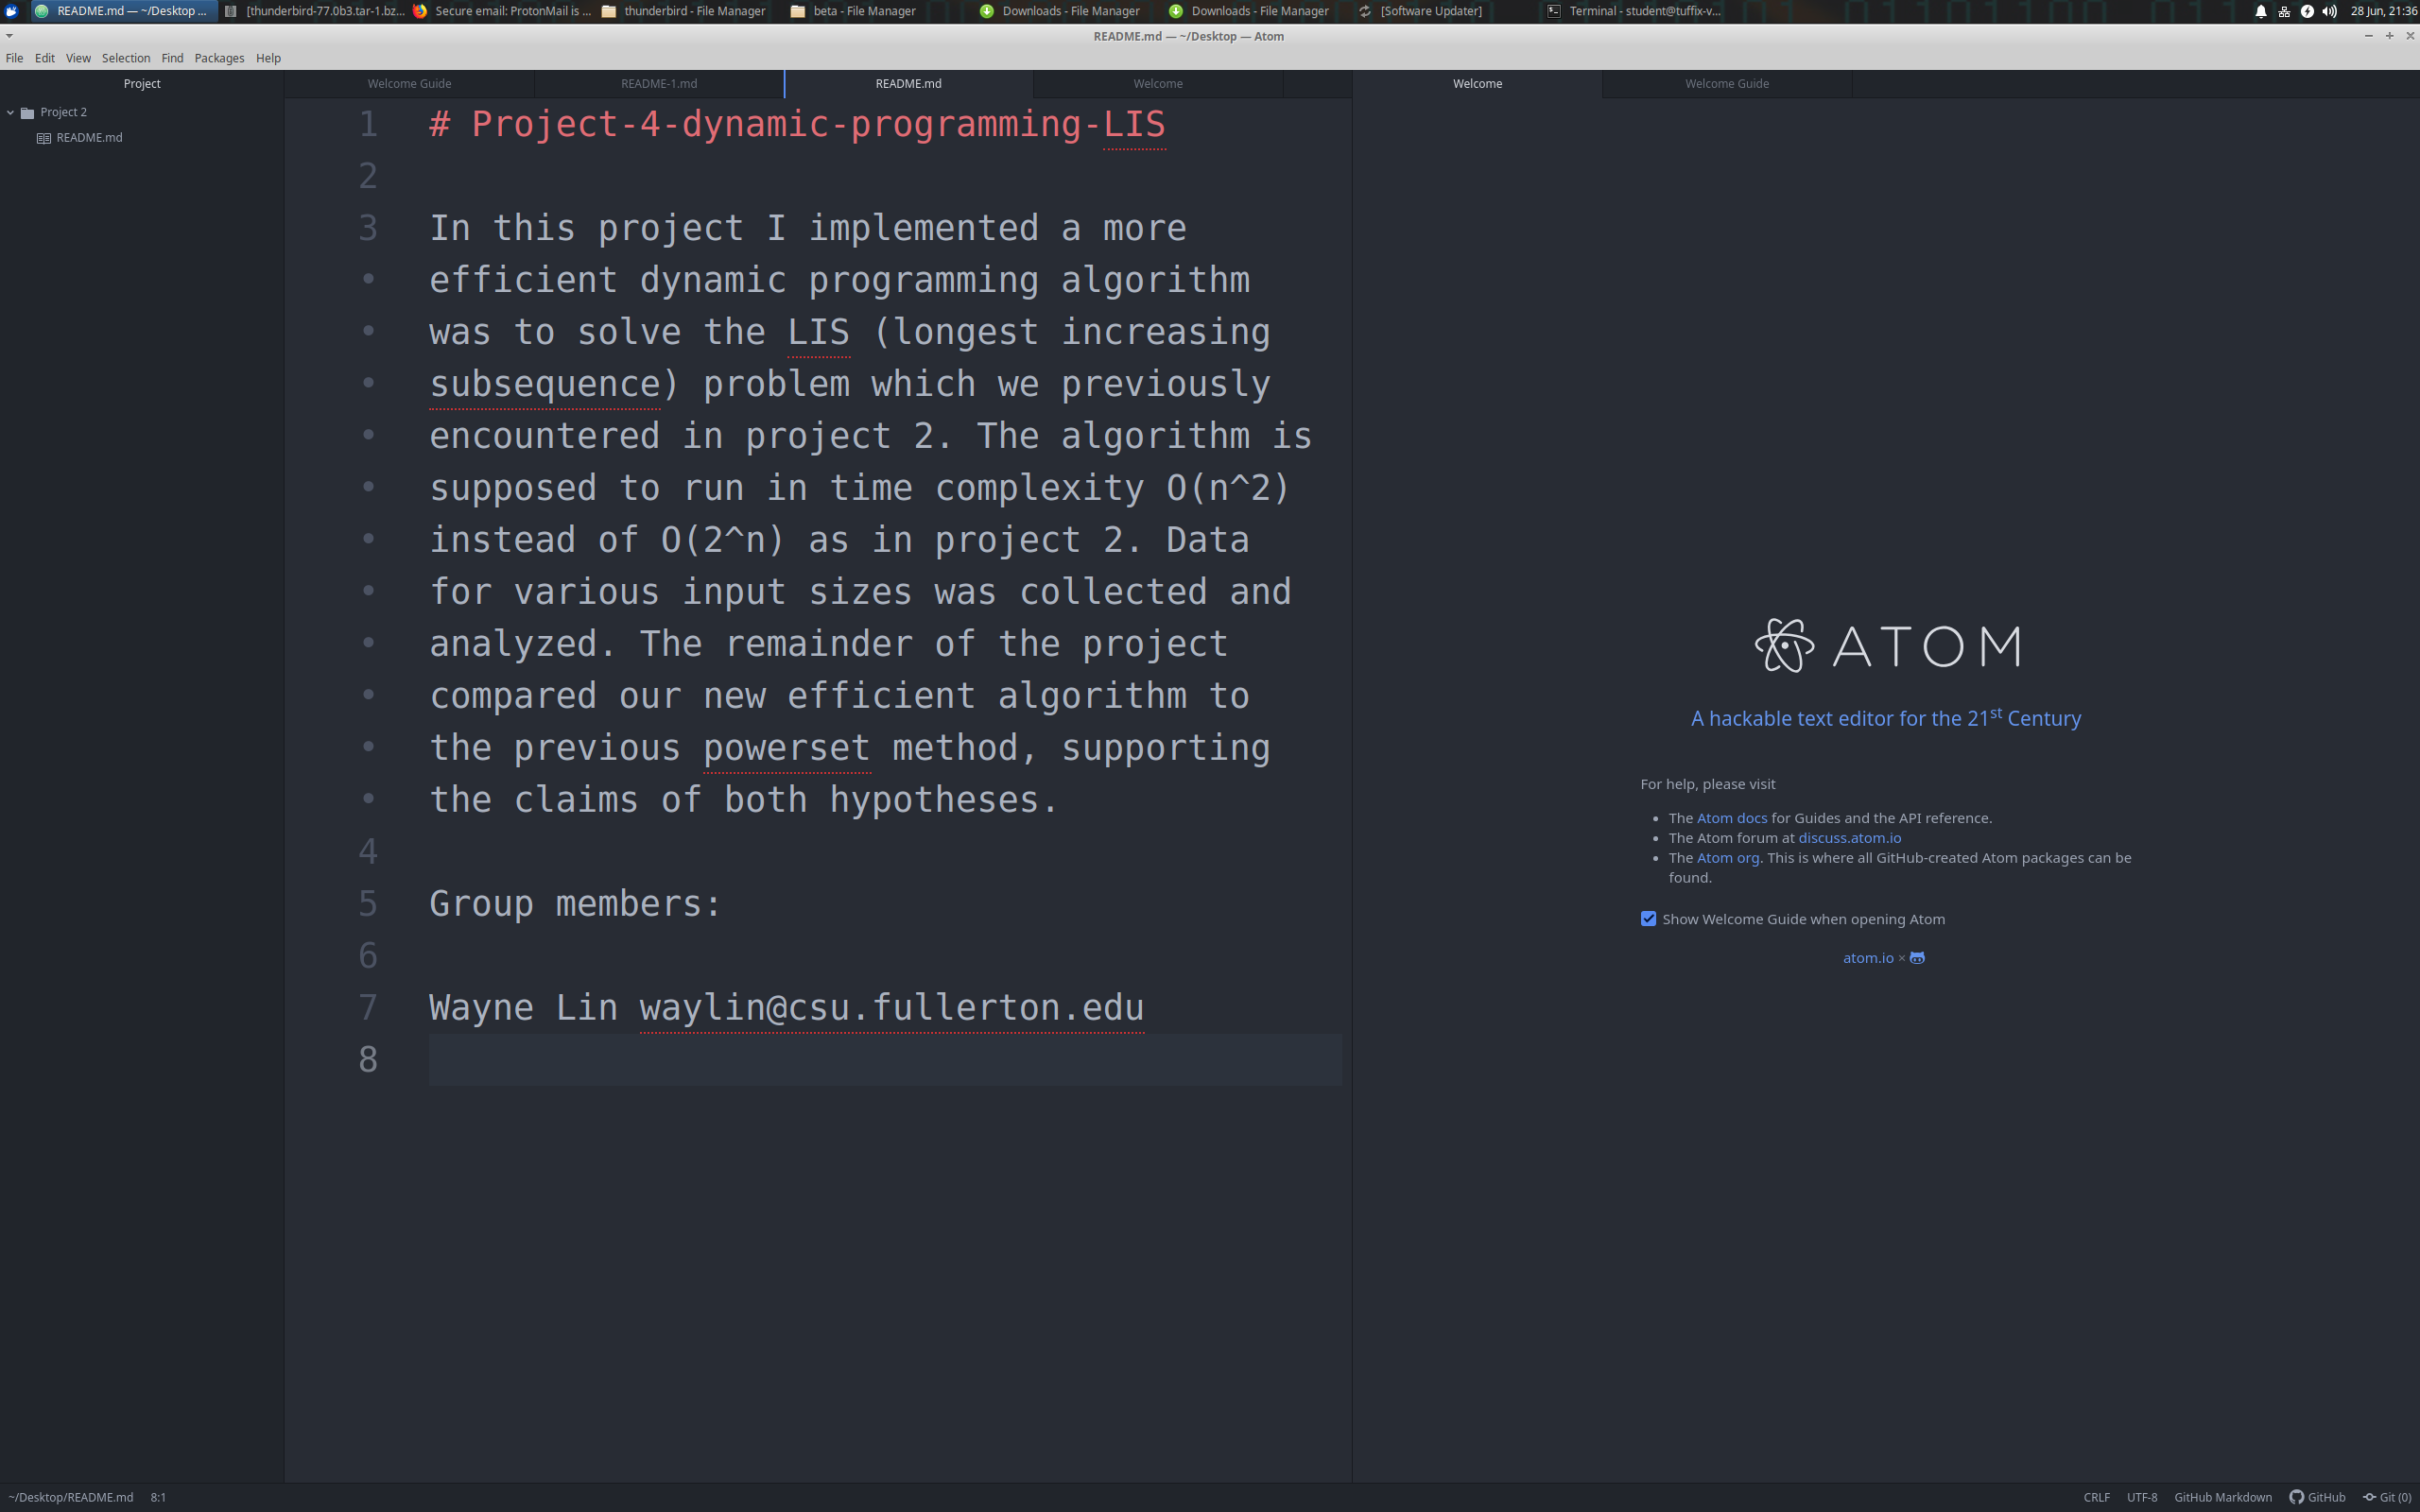 README.md — ~/Desktop ...
[thunderbird-77.0b3.tar-1.bz...
Secure email: ProtonMail is ...
thunderbird - File Manager
beta - File Manager
Downloads - File Manager
Downloads - File Manager
[Software Updater]
Terminal - student@tuffix-v...
28 Jun, 21:36
README.md — ~/Desktop — Atom
File Edit View Selection Find Packages Help
Project
Project 2
README.md
Welcome Guide
README-1.md
README.md
Welcome
1 # Project-4-dynamic-programming-LIS
2
3 In this project I implemented a more
• efficient dynamic programming algorithm
• was to solve the LIS (longest increasing
• subsequence) problem which we previously
• encountered in project 2. The algorithm is
• supposed to run in time complexity O(n^2)
• instead of O(2^n) as in project 2. Data
• for various input sizes was collected and
• analyzed. The remainder of the project
• compared our new efficient algorithm to
• the previous powerset method, supporting
• the claims of both hypotheses.
4
5 Group members:
6
7 Wayne Lin waylin@csu.fullerton.edu
8
Welcome
Welcome Guide
ATOM
A hackable text editor for the 21st Century
For help, please visit
• The Atom docs for Guides and the API reference.
• The Atom forum at discuss.atom.io
• The Atom org. This is where all GitHub-created Atom packages can be
found.
Show Welcome Guide when opening Atom
atom.io ×
~/Desktop/README.md 8:1
CRLF UTF-8 GitHub Markdown GitHub Git (0)